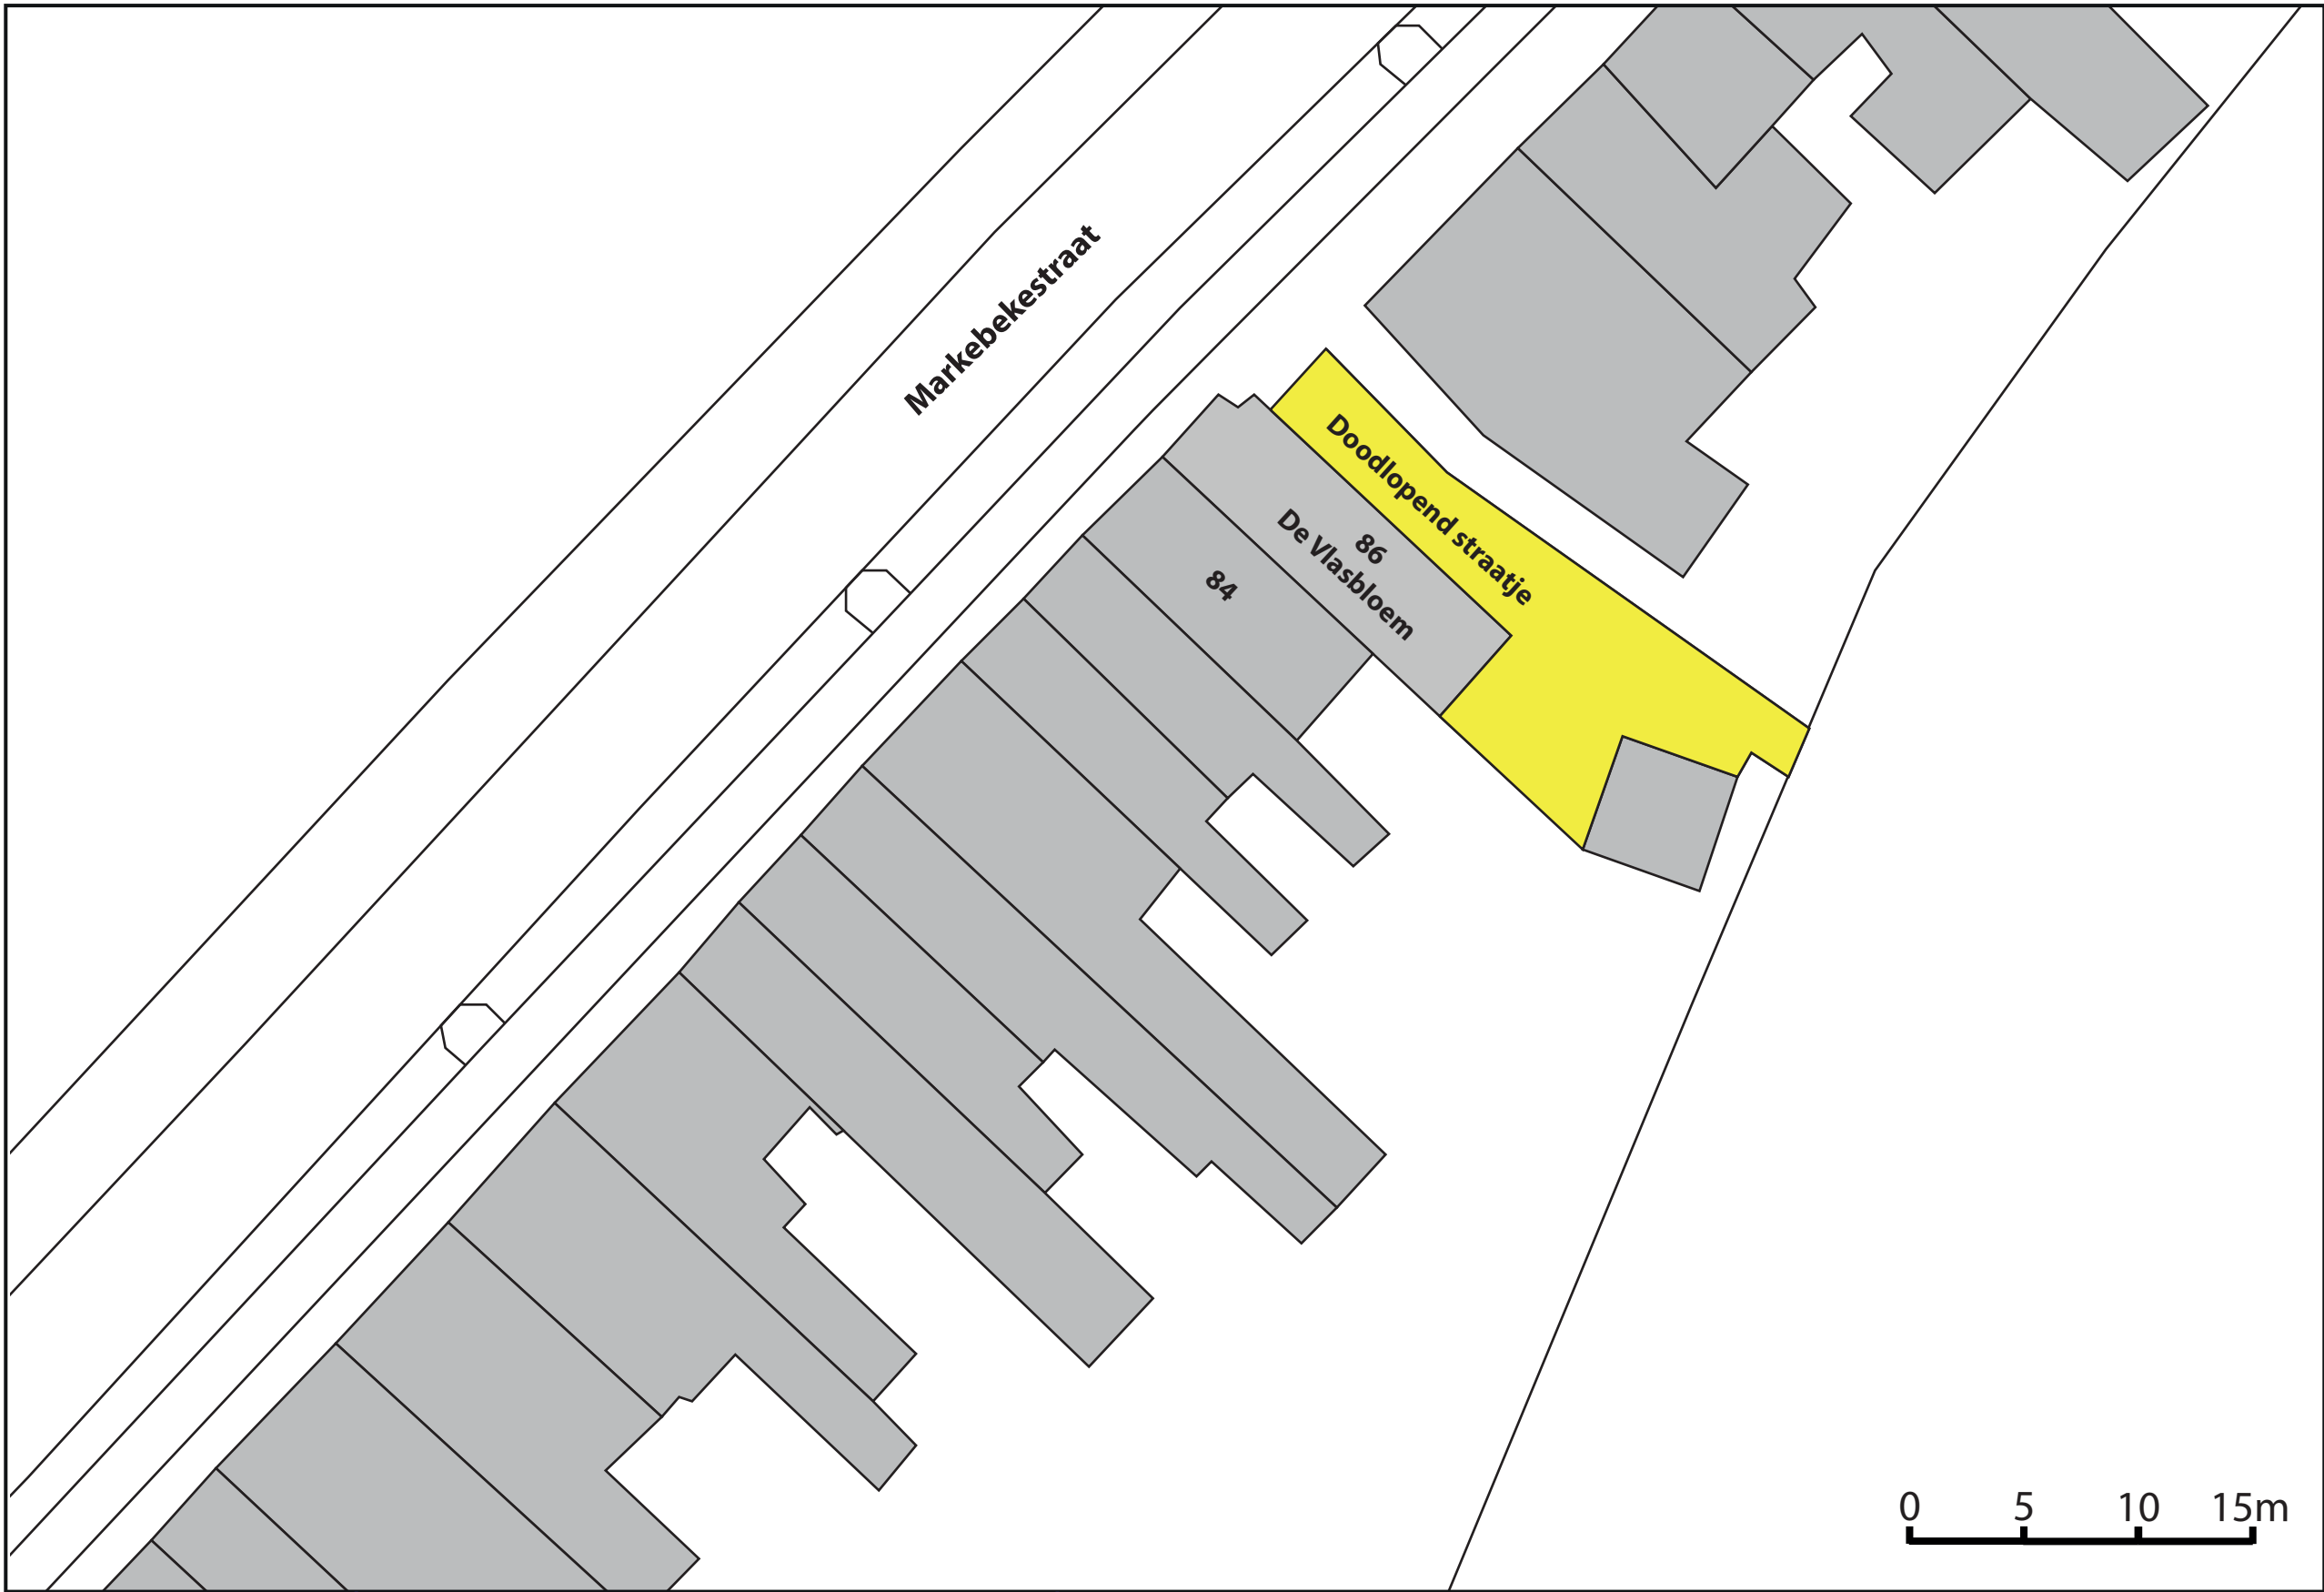 Markebekestraat
Doodlopend straatje
86
De Vlasbloem
84
0 5 10 15m